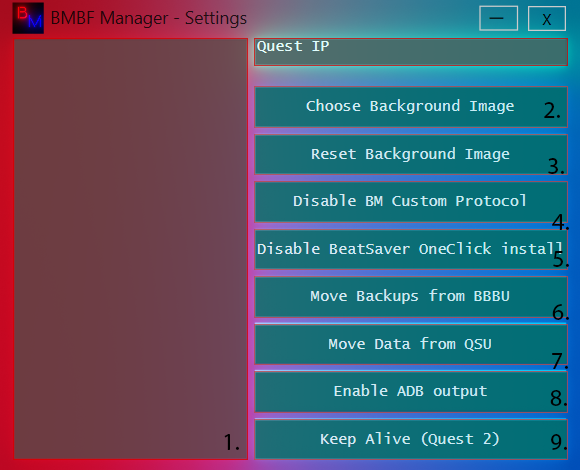 BM
BMBF Manager - Settings
X
Quest IP
Choose Background Image
2.
Reset Background Image
3.
Disable BM Custom Protocol
4.
Disable BeatSaver OneClick install
5.
Move Backups from BBBU
6.
Move Data from QSU
7.
Enable ADB output
8.
Keep Alive (Quest 2)
9.
1.